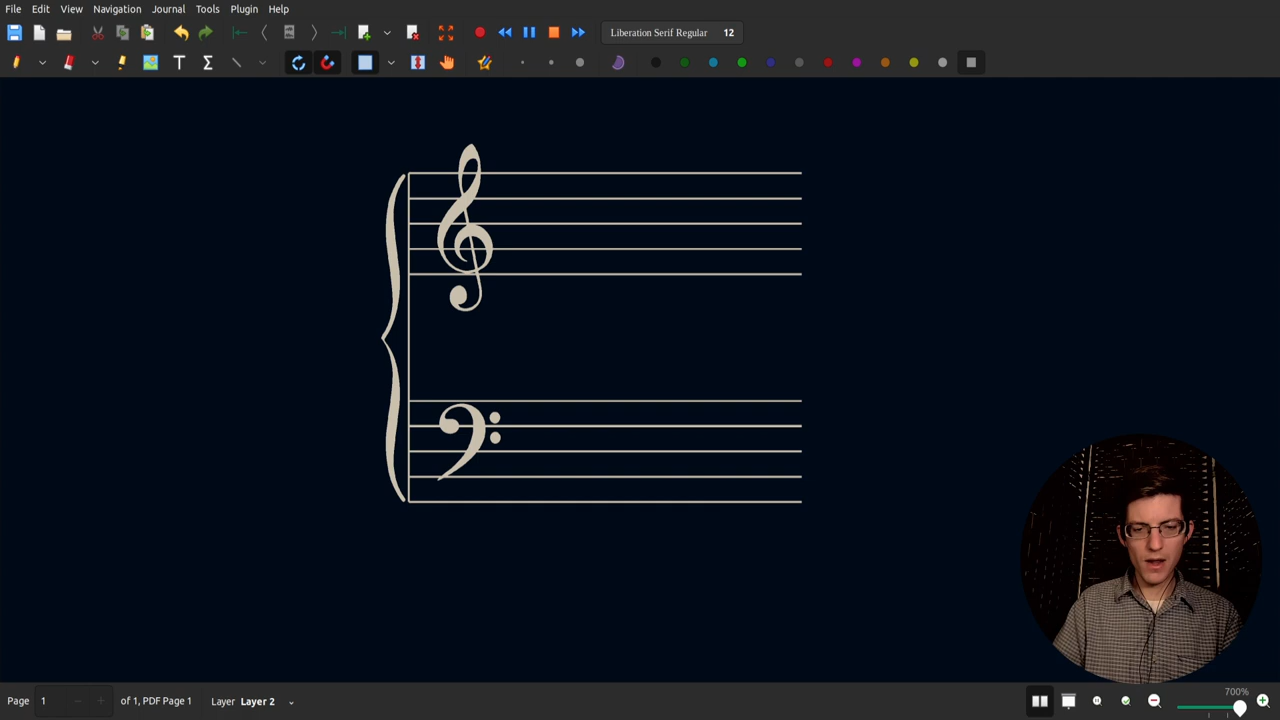 File Edit View Navigation Journal Tools Plugin Help
Liberation Serif Regular 12
T Σ
700%
Page 1 of 1, PDF Page 1 Layer Layer 2